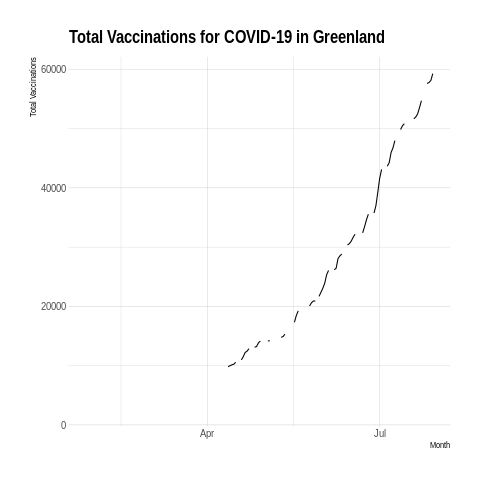 Total Vaccinations for COVID-19 in Greenland
Total Vaccinations
60000
40000
20000
0
Apr
Jul
Month